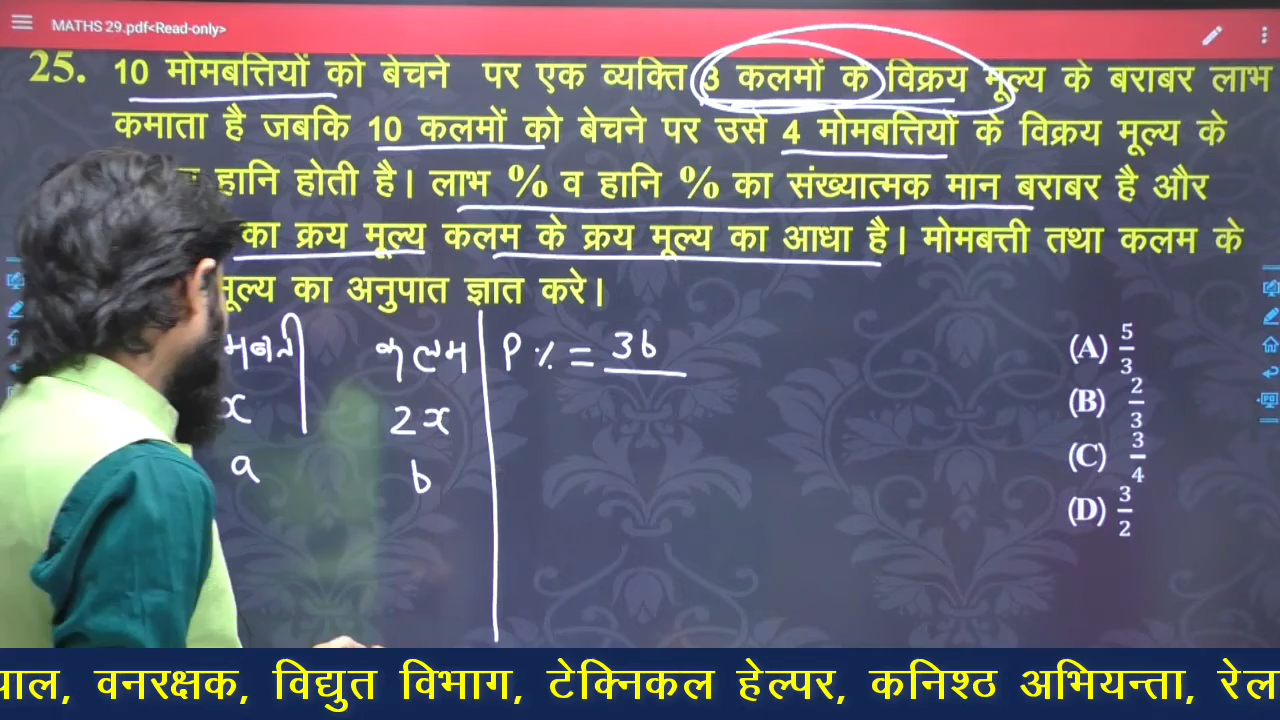 MATHS 29.pdf<Read-only>
25. 10 मोमबत्तियों को बेचने पर एक व्यक्ति 3 कलमों क विक्रय मूल्य के बराबर लाभ
कमाता है जबकि 10 कलमों को बेचने पर उसे 4 मोमबत्तियों के विक्रय मूल्य के
हानि होती है। लाभ % व हानि % का संख्यात्मक मान बराबर है और
का क्रय मूल्य कलम के क्रय मूल्य का आधा है। मोमबत्ती तथा कलम के
मूल्य का अनुपात ज्ञात करे।
कलम P % = 3b
x 2x
a b
(A) 5/3
(B) 2/3
(C) 3/4
(D) 3/2
वनरक्षक, विद्युत विभाग, टेक्निकल हेल्पर, कनिश्ठ अभियन्ता,